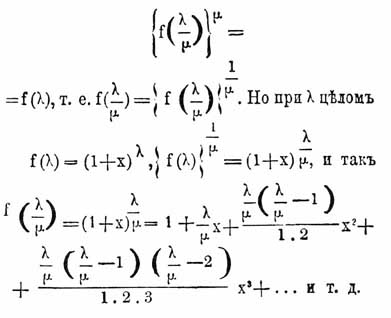 {f(λ/μ)}^μ =
=f(λ), т. е. f(λ/μ)={ f (λ/μ){^1/μ. Но при λ цѣломъ
f(λ) = (1+x)^λ, { f(λ) }^1/μ = (1+x)^λ/μ, и такъ
f (λ/μ) =(1+x)^λ/μ= 1 + λ/μ x + λ/μ(λ/μ−1)/1.2 x²+
+ λ/μ (λ/μ−1) (λ/μ−2)/1.2.3 x³+ ... и т. д.